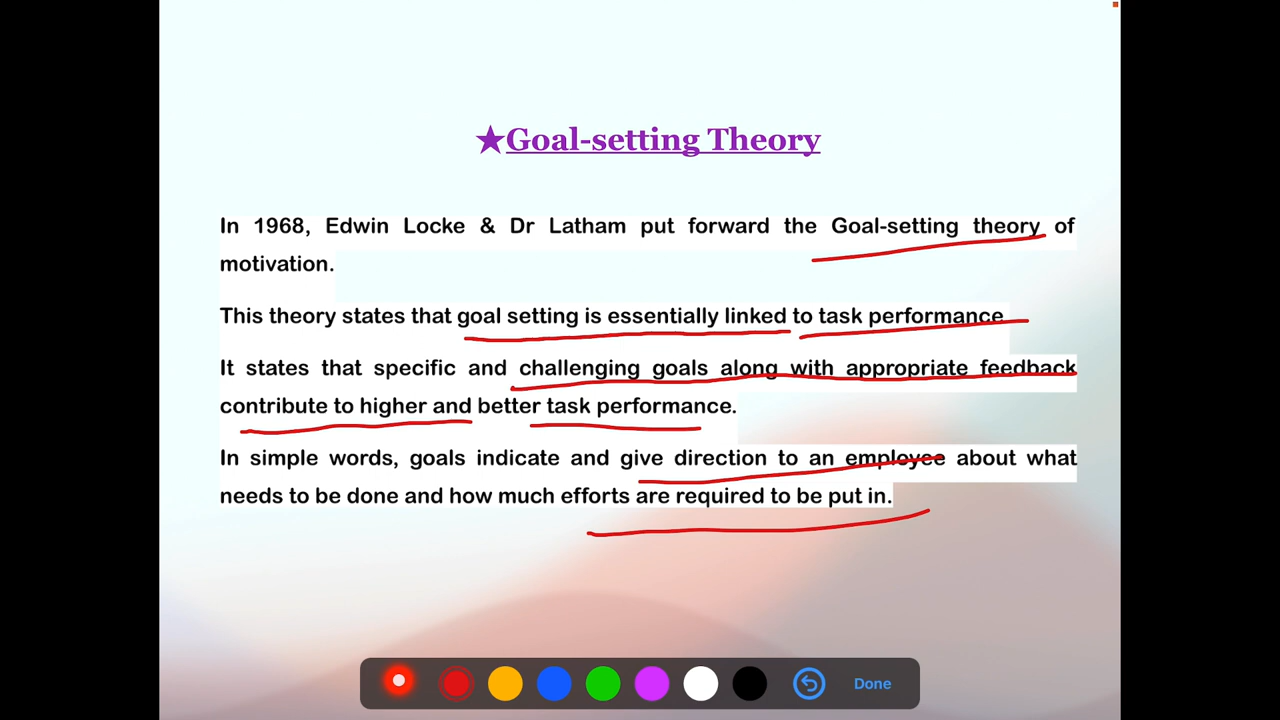 ★Goal-setting Theory
In 1968, Edwin Locke & Dr Latham put forward the Goal-setting theory of
motivation.
This theory states that goal setting is essentially linked to task performance
It states that specific and challenging goals along with appropriate feedback
contribute to higher and better task performance.
In simple words, goals indicate and give direction to an employee about what
needs to be done and how much efforts are required to be put in.
Done